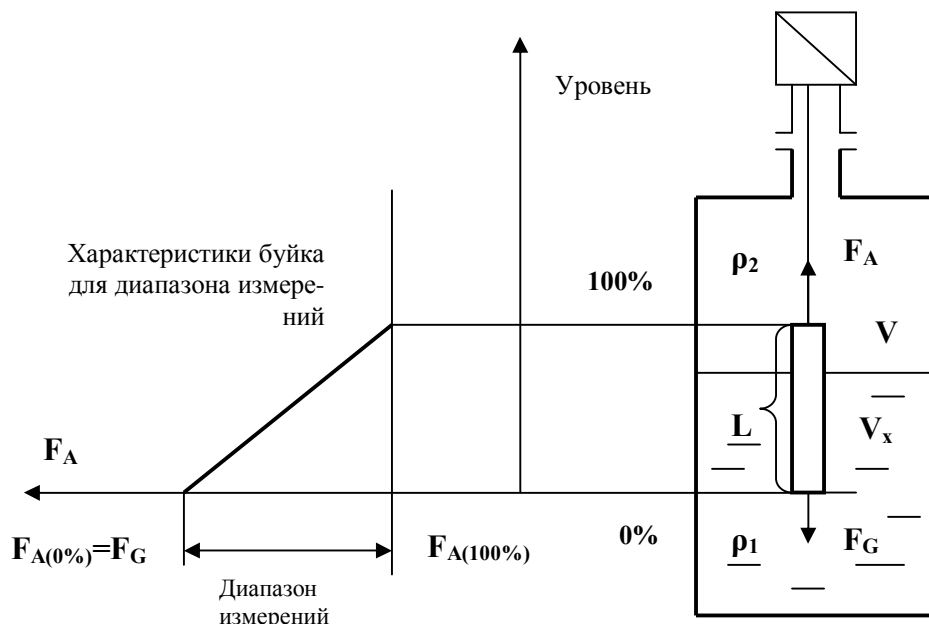 Уровень
Характеристики буйка
для диапазона измере-
ний
100%
ρ2
FA
V
L
Vx
FA
FA(0%)=FG
FA(100%)
0%
ρ1
FG
Диапазон
измерений